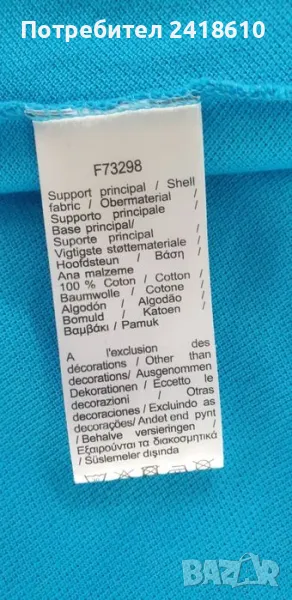 Потребител 2418610
F73298
Support principal / Shell
fabric / Obermaterial /
Supporto principale /
Base principal/
Suporte principal /
Vigtigste støttemateriale /
Hoofdsteun / Βάση /
Ana malzeme
100 % Coton / Cotton /
Baumwolle / Cotone /
Algodón / Algodão /
Bomuld / Katoen /
Βαμβάκι / Pamuk
A l'exclusion des
décorations / Other than
decorations/ Ausgenommen
Dekorationen / Eccetto le
decorazioni / Otras
decoraciones / Excluindo as
decorações/ Andet end pynt
/ Behalve versieringen /
Εξαιρούνται τα διακοσμητικά
/ Süslemeler dışında
BAZAR